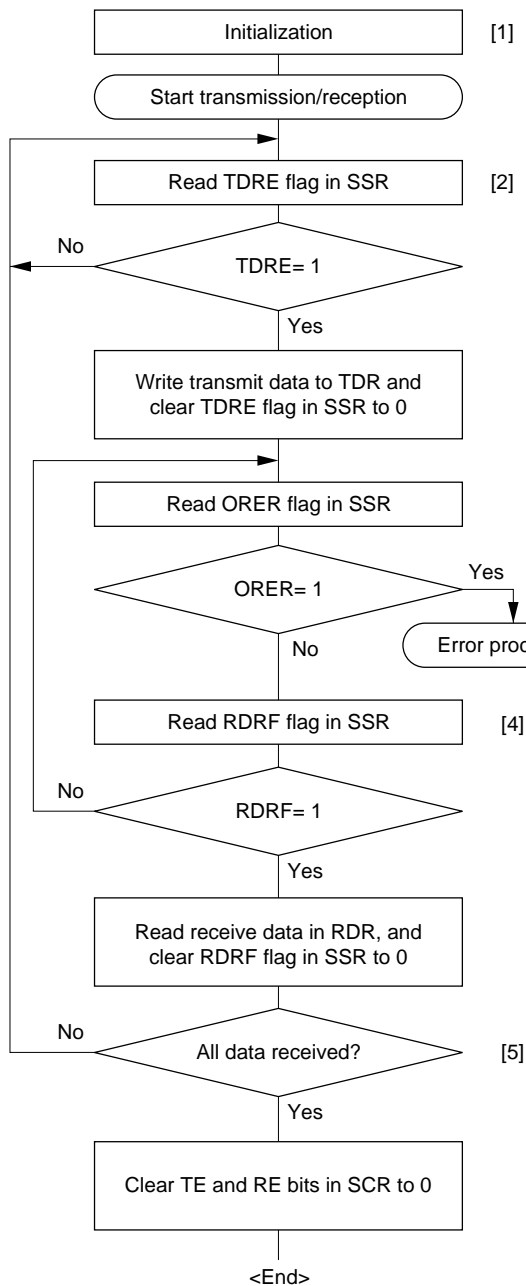 Initialization [1]
Start transmission/reception
Read TDRE flag in SSR [2]
No
TDRE= 1
Yes
Write transmit data to TDR and
clear TDRE flag in SSR to 0
Read ORER flag in SSR
Yes
ORER= 1
Error
No
Read RDRF flag in SSR [4]
No
RDRF= 1
Yes
Read receive data in RDR, and
clear RDRF flag in SSR to 0
No
All data received? [5]
Yes
Clear TE and RE bits in SCR to 0
<End>